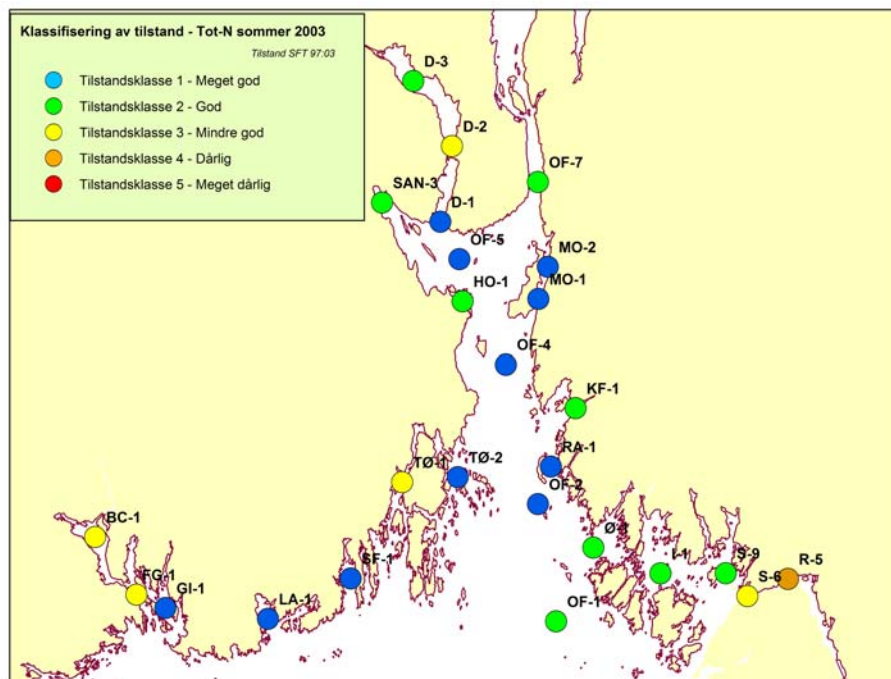 Klassifisering av tilstand - Tot-N sommer 2003
Tilstand SFT 97:03
Tilstandsklasse 1 - Meget god
Tilstandsklasse 2 - God
Tilstandsklasse 3 - Mindre god
Tilstandsklasse 4 - Dårlig
Tilstandsklasse 5 - Meget dårlig
D-3
D-2
OF-7
SAN-3
D-1
OF-5
MO-2
HO-1
MO-1
OF-4
KF-1
TØ-1
TØ-2
RA-1
OF-2
BC-1
Ø-1
FG-1
GI-1
SF-1
I-1
S-9
R-5
S-6
LA-1
OF-1